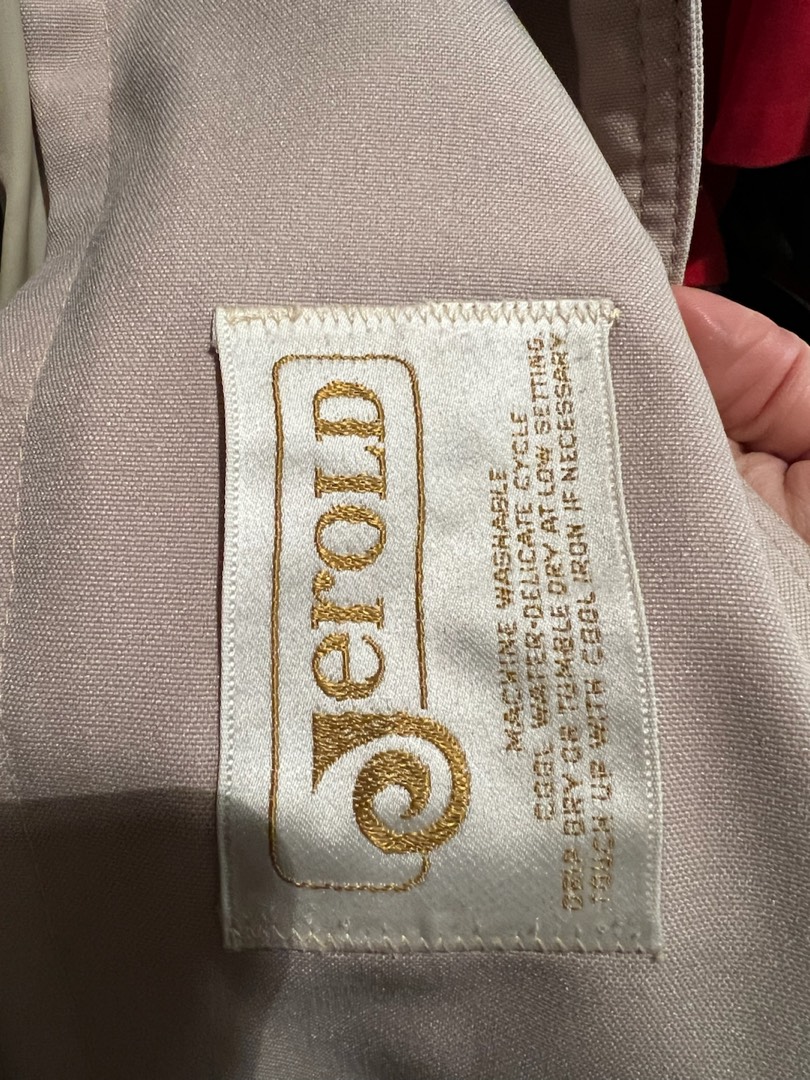 JerOLD
MACHINE WASHABLE
COOL WATER-DELICATE CYCLE
DRIP DRY OR TUMBLE DRY AT LOW SETTING
TOUCH UP WITH COOL IRON IF NECESSARY